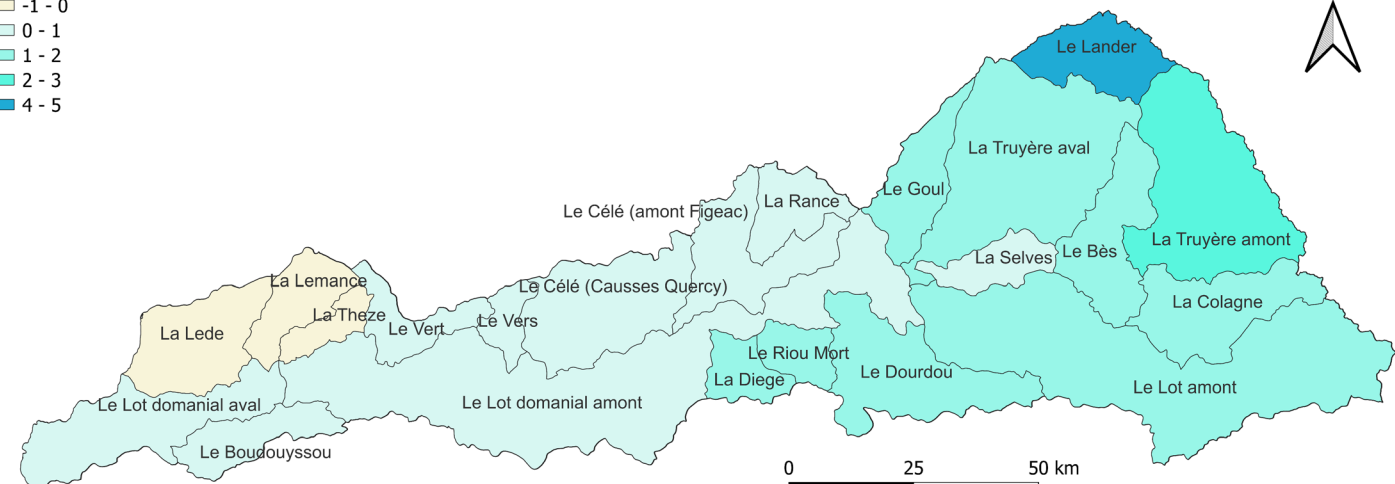 -1 - 0
0 - 1
1 - 2
2 - 3
4 - 5
Le Lander
La Truyère aval
Le Goul
La Rance
Le Célé (amont Figeac)
La Truyère amont
Le Bès
La Selves
La Lemance
Le Célé (Causses Quercy)
La Colagne
La Theze
Le Vers
Le Vert
La Lede
Le Riou Mort
Le Dourdou
La Diege
Le Lot amont
Le Lot domanial amont
Le Lot domanial aval
Le Boudouyssou
0 25 50 km